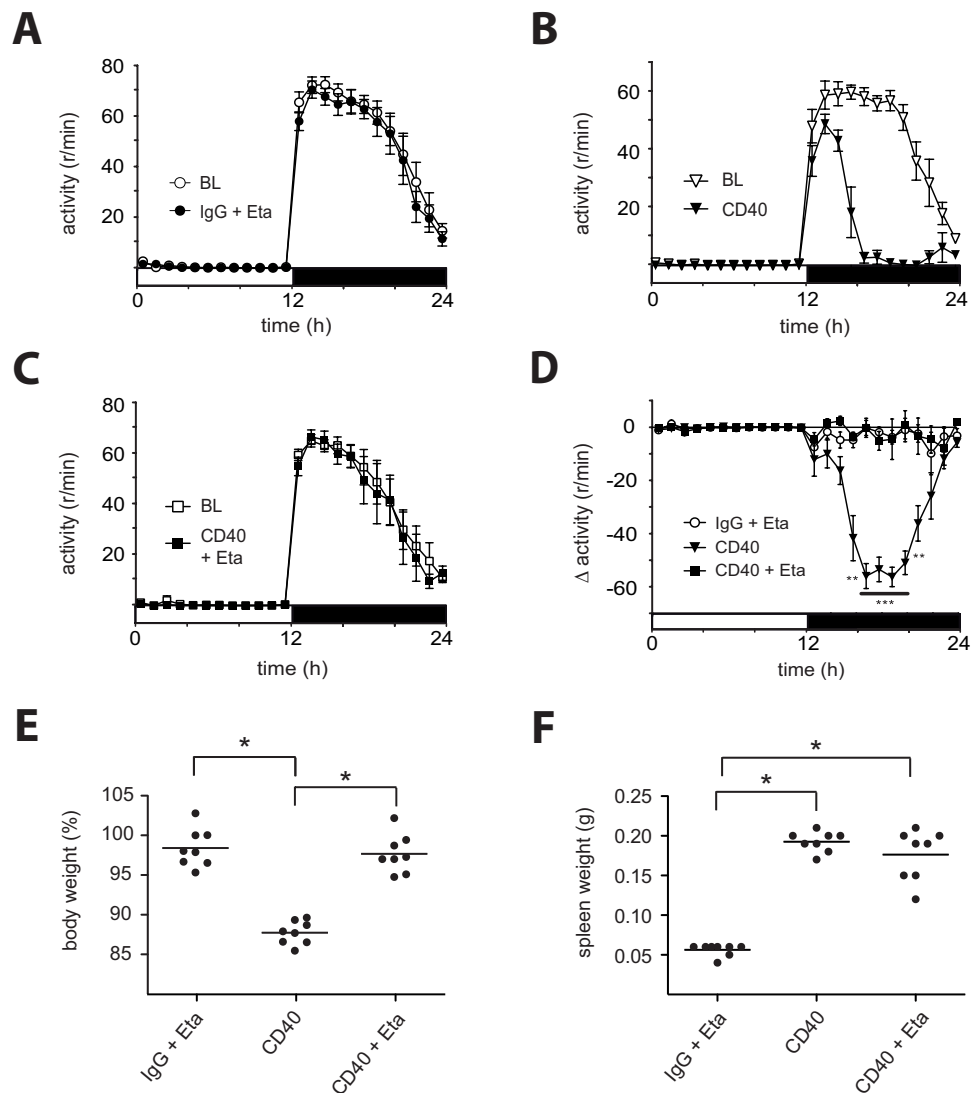 A
activity (r/min)
80
60
40
20
BL
IgG + Eta
0
12
24
time (h)
B
activity (r/min)
60
40
20
BL
CD40
0
12
24
time (h)
C
activity (r/min)
80
60
40
20
BL
CD40
+ Eta
0
12
24
time (h)
D
Δ activity (r/min)
0
-20
-40
-60
IgG + Eta
CD40
CD40 + Eta
*
**
**
***
0
12
24
time (h)
E
body weight (%)
105
100
95
90
85
*
*
IgG + Eta
CD40
CD40 + Eta
F
spleen weight (g)
0.25
0.20
0.15
0.10
0.05
*
*
IgG + Eta
CD40
CD40 + Eta